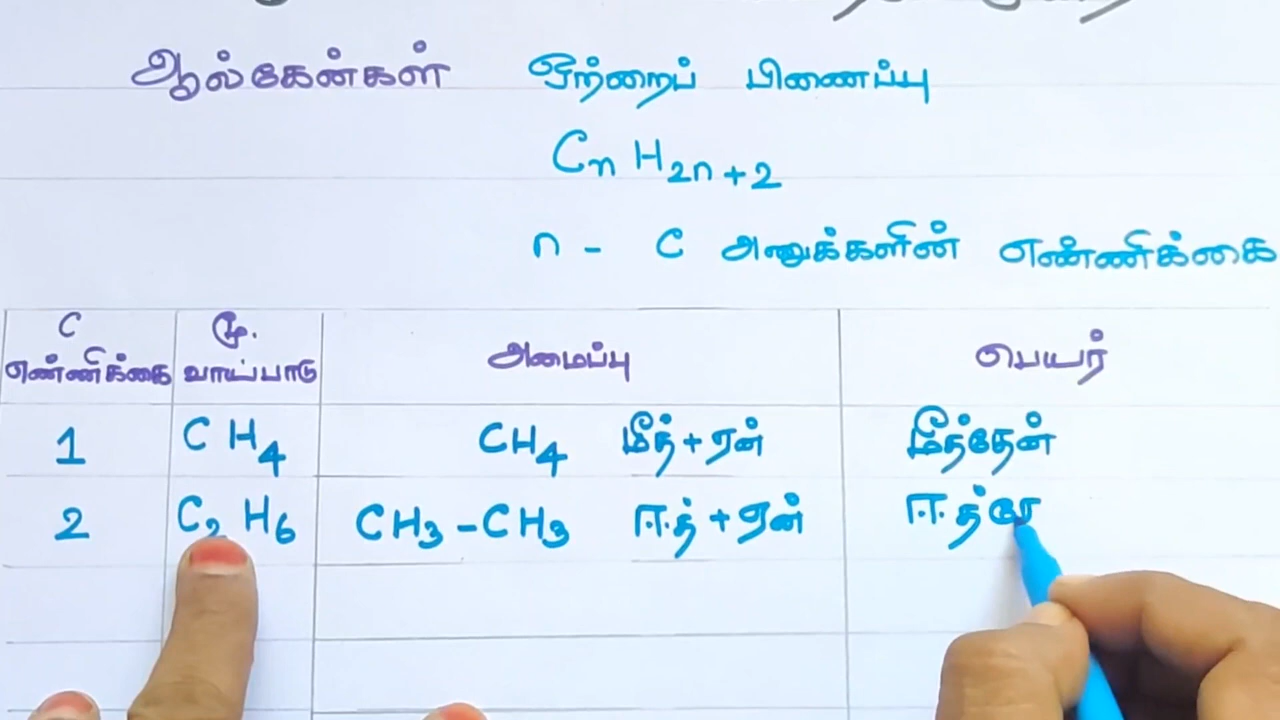 ஆல்கேன்கள் ஒற்றைப் பிணைப்பு
CnH2n+2
n - C அணுக்களின் எண்ணிக்கை
C எண்ணிக்கை மூ. வாய்பாடு அமைப்பு பெயர்
1 CH4 CH4 மீத்+ஏன் மீத்தேன்
2 C2H6 CH3-CH3 ஈத்+ஏன்